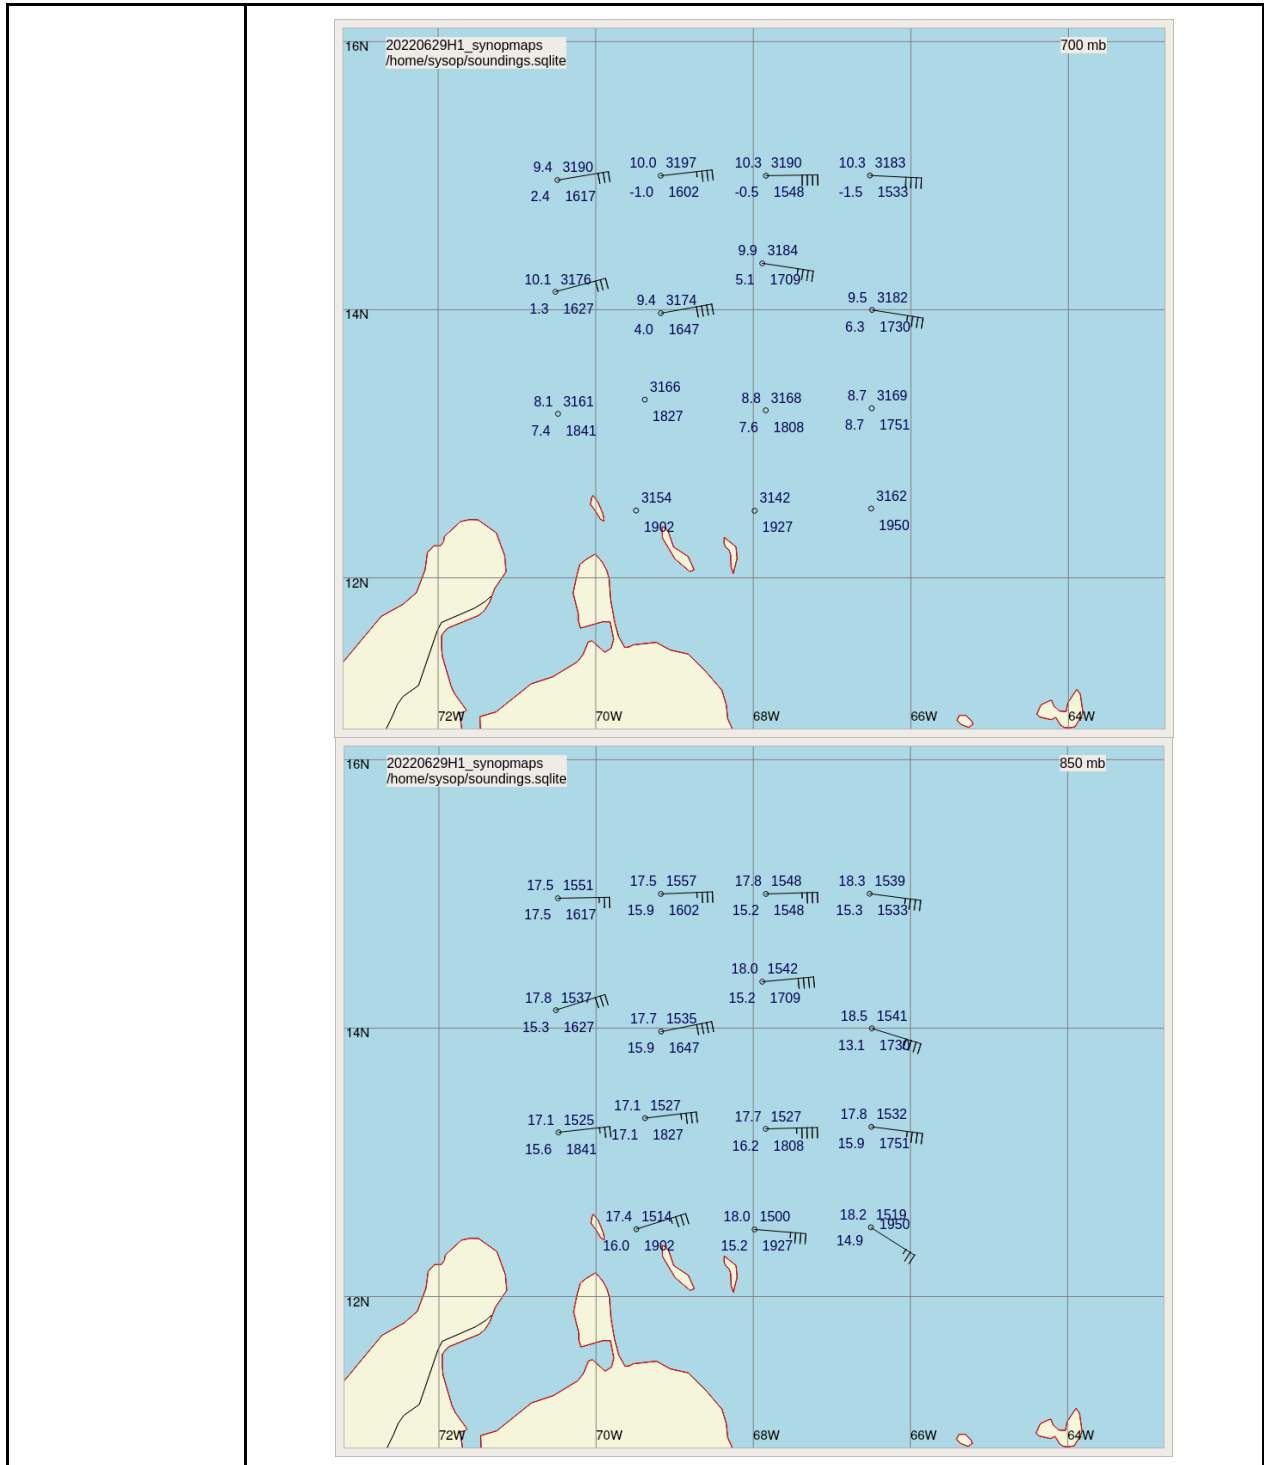 16N
20220629H1_synopmaps
700 mb
/home/sysop/soundings.sqlite
9.4 3190
10.0 3197
10.3 3190
10.3 3183
2.4 1617
-1.0 1602
-0.5 1548
-1.5 1533
9.9 3184
10.1 3176
5.1 1709
9.4 3174
9.5 3182
1.3 1627
14N
4.0 1647
6.3 1730
3166
8.1 3161
8.8 3168
8.7 3169
1827
7.4 1841
7.6 1808
8.7 1751
3154
3142
3162
1902
1927
1950
12N
72W
70W
68W
66W
64W
16N
20220629H1_synopmaps
850 mb
/home/sysop/soundings.sqlite
17.5 1551
17.5 1557
17.8 1548
18.3 1539
17.5 1617
15.9 1602
15.2 1548
15.3 1533
18.0 1542
17.8 1537
15.2 1709
17.7 1535
18.5 1541
15.3 1627
14N
15.9 1647
13.1 1730
17.1 1527
17.1 1525
17.7 1527
17.8 1532
17.1 1827
15.6 1841
16.2 1808
15.9 1751
17.4 1514
18.0 1500
18.2 1519
1950
16.0 1902
15.2 1927
14.9
12N
72W
70W
68W
66W
64W